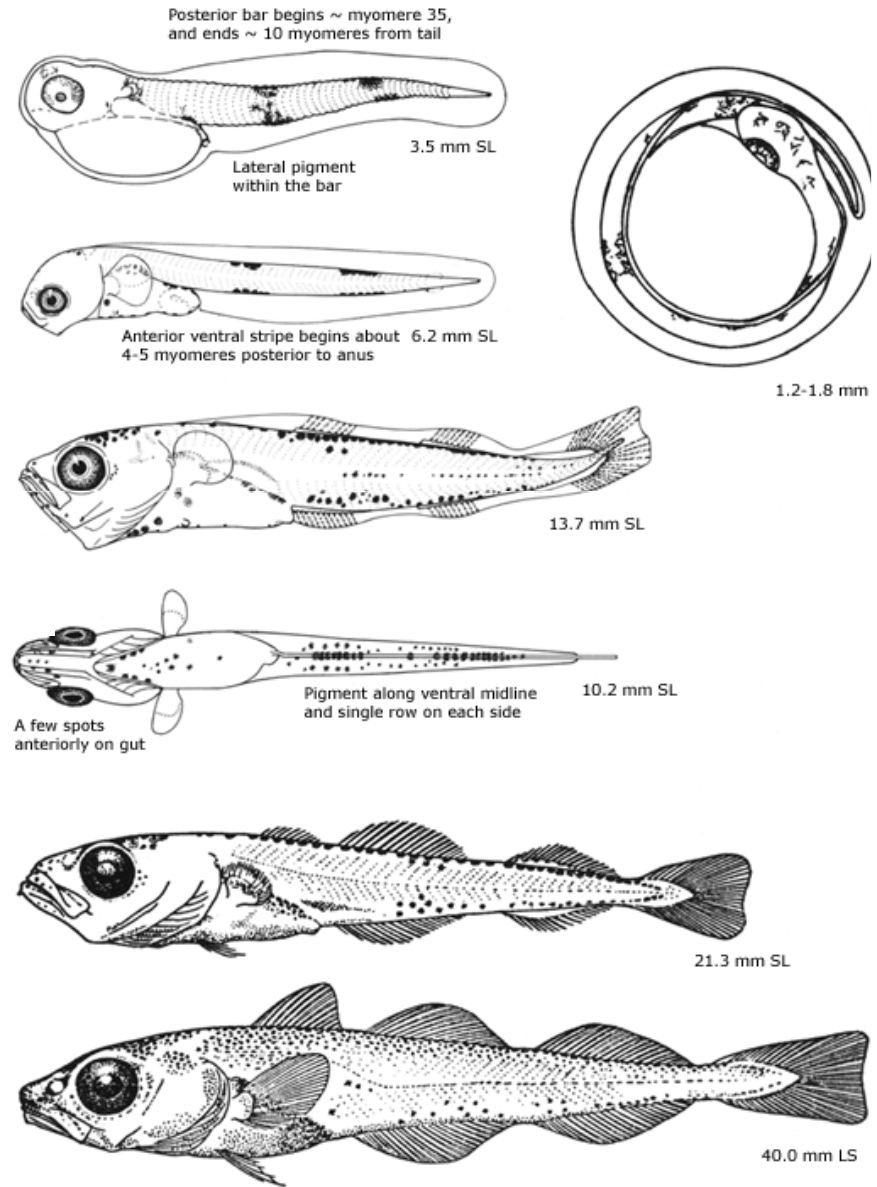 Posterior bar begins ~ myomere 35,
and ends ~ 10 myomeres from tail
3.5 mm SL
Lateral pigment
within the bar
Anterior ventral stripe begins about
4-5 myomeres posterior to anus
6.2 mm SL
1.2-1.8 mm
13.7 mm SL
Pigment along ventral midline
and single row on each side
10.2 mm SL
A few spots
anteriorly on gut
21.3 mm SL
40.0 mm LS